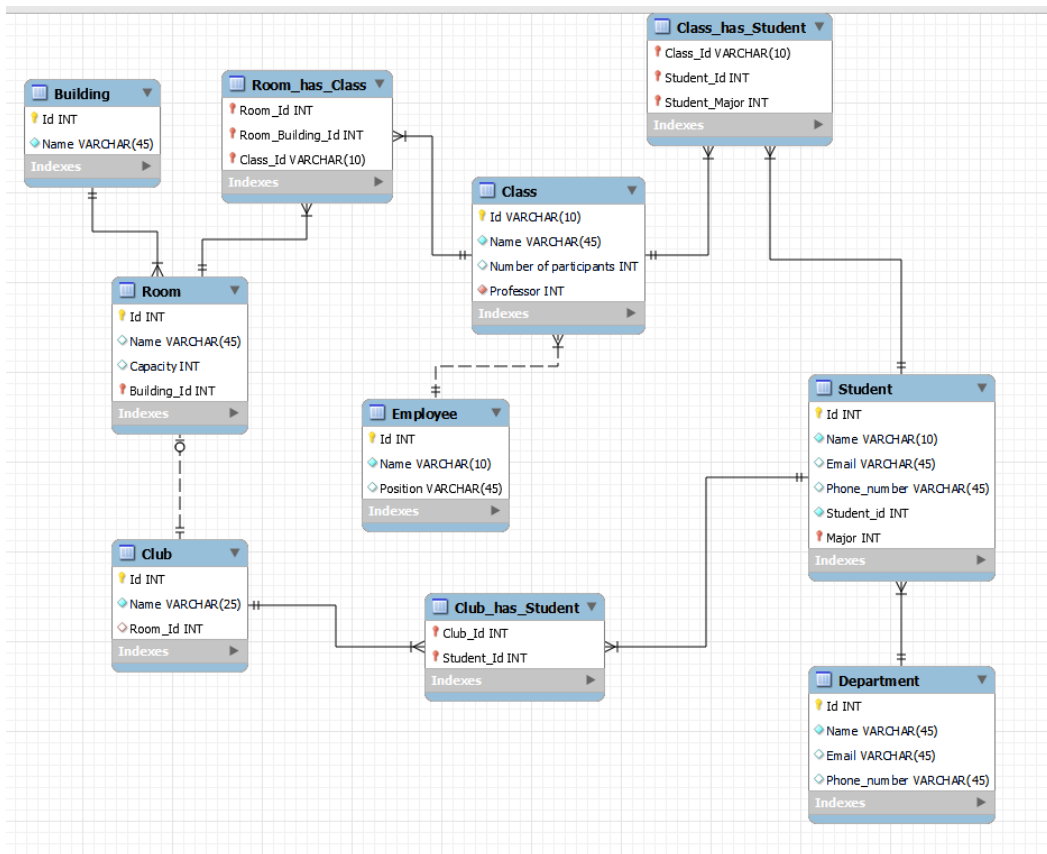 Building
Id INT
Name VARCHAR(45)
Indexes
Room_has_Class
Room_Id INT
Room_Building_Id INT
Class_Id VARCHAR(10)
Indexes
Class_has_Student
Class_Id VARCHAR(10)
Student_Id INT
Student_Major INT
Indexes
Class
Id VARCHAR(10)
Name VARCHAR(45)
Number of participants INT
Professor INT
Indexes
Room
Id INT
Name VARCHAR(45)
Capacity INT
Building_Id INT
Indexes
Employee
Id INT
Name VARCHAR(10)
Position VARCHAR(45)
Indexes
Student
Id INT
Name VARCHAR(10)
Email VARCHAR(45)
Phone_number VARCHAR(45)
Student_id INT
Major INT
Indexes
Club
Id INT
Name VARCHAR(25)
Room_Id INT
Indexes
Club_has_Student
Club_Id INT
Student_Id INT
Indexes
Department
Id INT
Name VARCHAR(45)
Email VARCHAR(45)
Phone_number VARCHAR(45)
Indexes